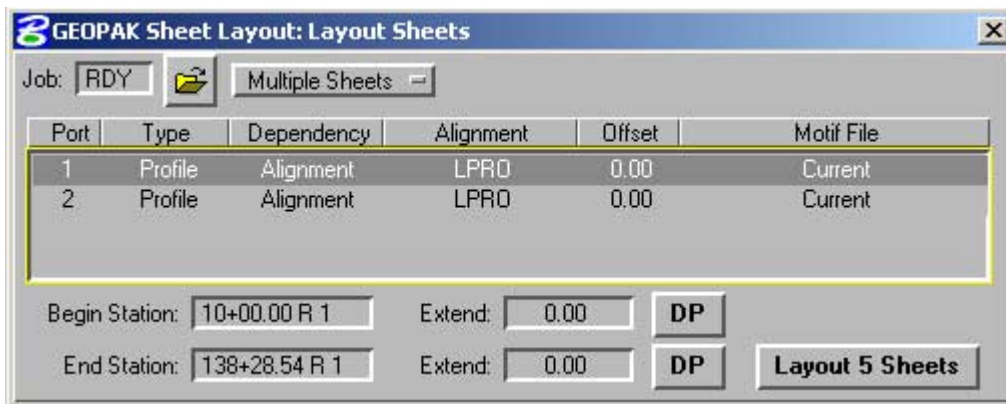 GEOPAK Sheet Layout: Layout Sheets
Job: RDY Multiple Sheets
Port Type Dependency Alignment Offset Motif File
1 Profile Alignment LPRO 0.00 Current
2 Profile Alignment LPRO 0.00 Current
Begin Station: 10+00.00 R 1 Extend: 0.00 DP
End Station: 138+28.54 R 1 Extend: 0.00 DP Layout 5 Sheets